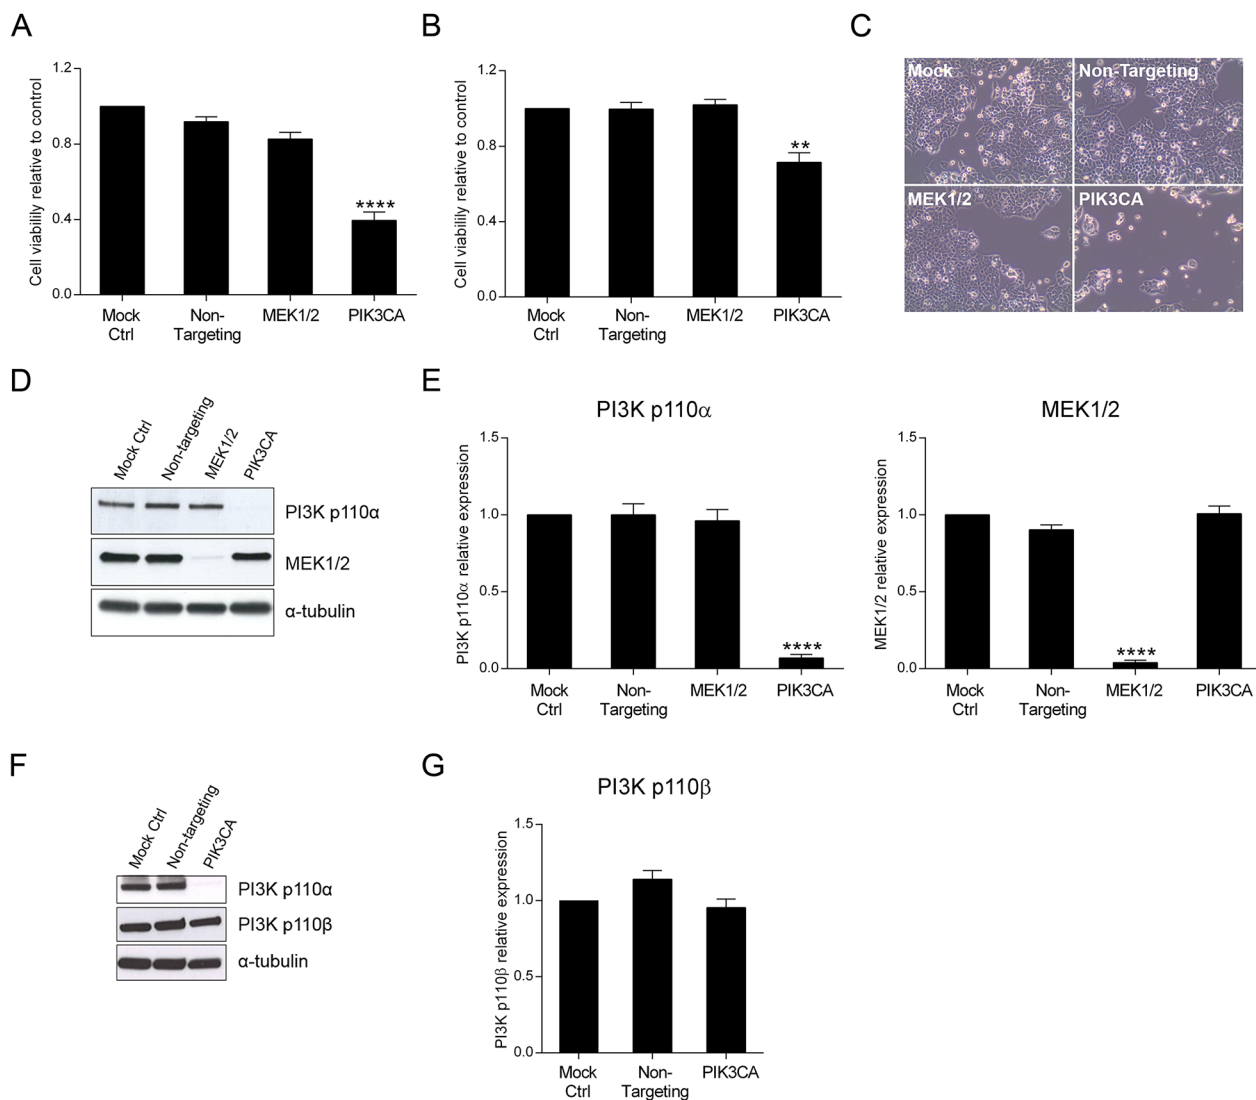 A
Cell viability relative to control
1.2
0.8
0.4
0.0
****
Mock
Ctrl
Non-
Targeting
MEK1/2
PIK3CA
B
Cell viability relative to control
1.2
0.8
0.4
0.0
**
Mock
Ctrl
Non-
Targeting
MEK1/2
PIK3CA
C
Mock
Non-Targeting
MEK1/2
PIK3CA
D
Mock Ctrl
Non-targeting
MEK1/2
PIK3CA
PI3K p110α
MEK1/2
α-tubulin
E
PI3K p110α
PI3K p110α relative expression
1.5
1.0
0.5
0.0
****
Mock
Ctrl
Non-
Targeting
MEK1/2
PIK3CA
MEK1/2
MEK1/2 relative expression
1.5
1.0
0.5
0.0
****
Mock
Ctrl
Non-
Targeting
MEK1/2
PIK3CA
F
Mock Ctrl
Non-targeting
PIK3CA
PI3K p110α
PI3K p110β
α-tubulin
G
PI3K p110β
PI3K p110β relative expression
1.5
1.0
0.5
0.0
Mock
Ctrl
Non-
Targeting
PIK3CA